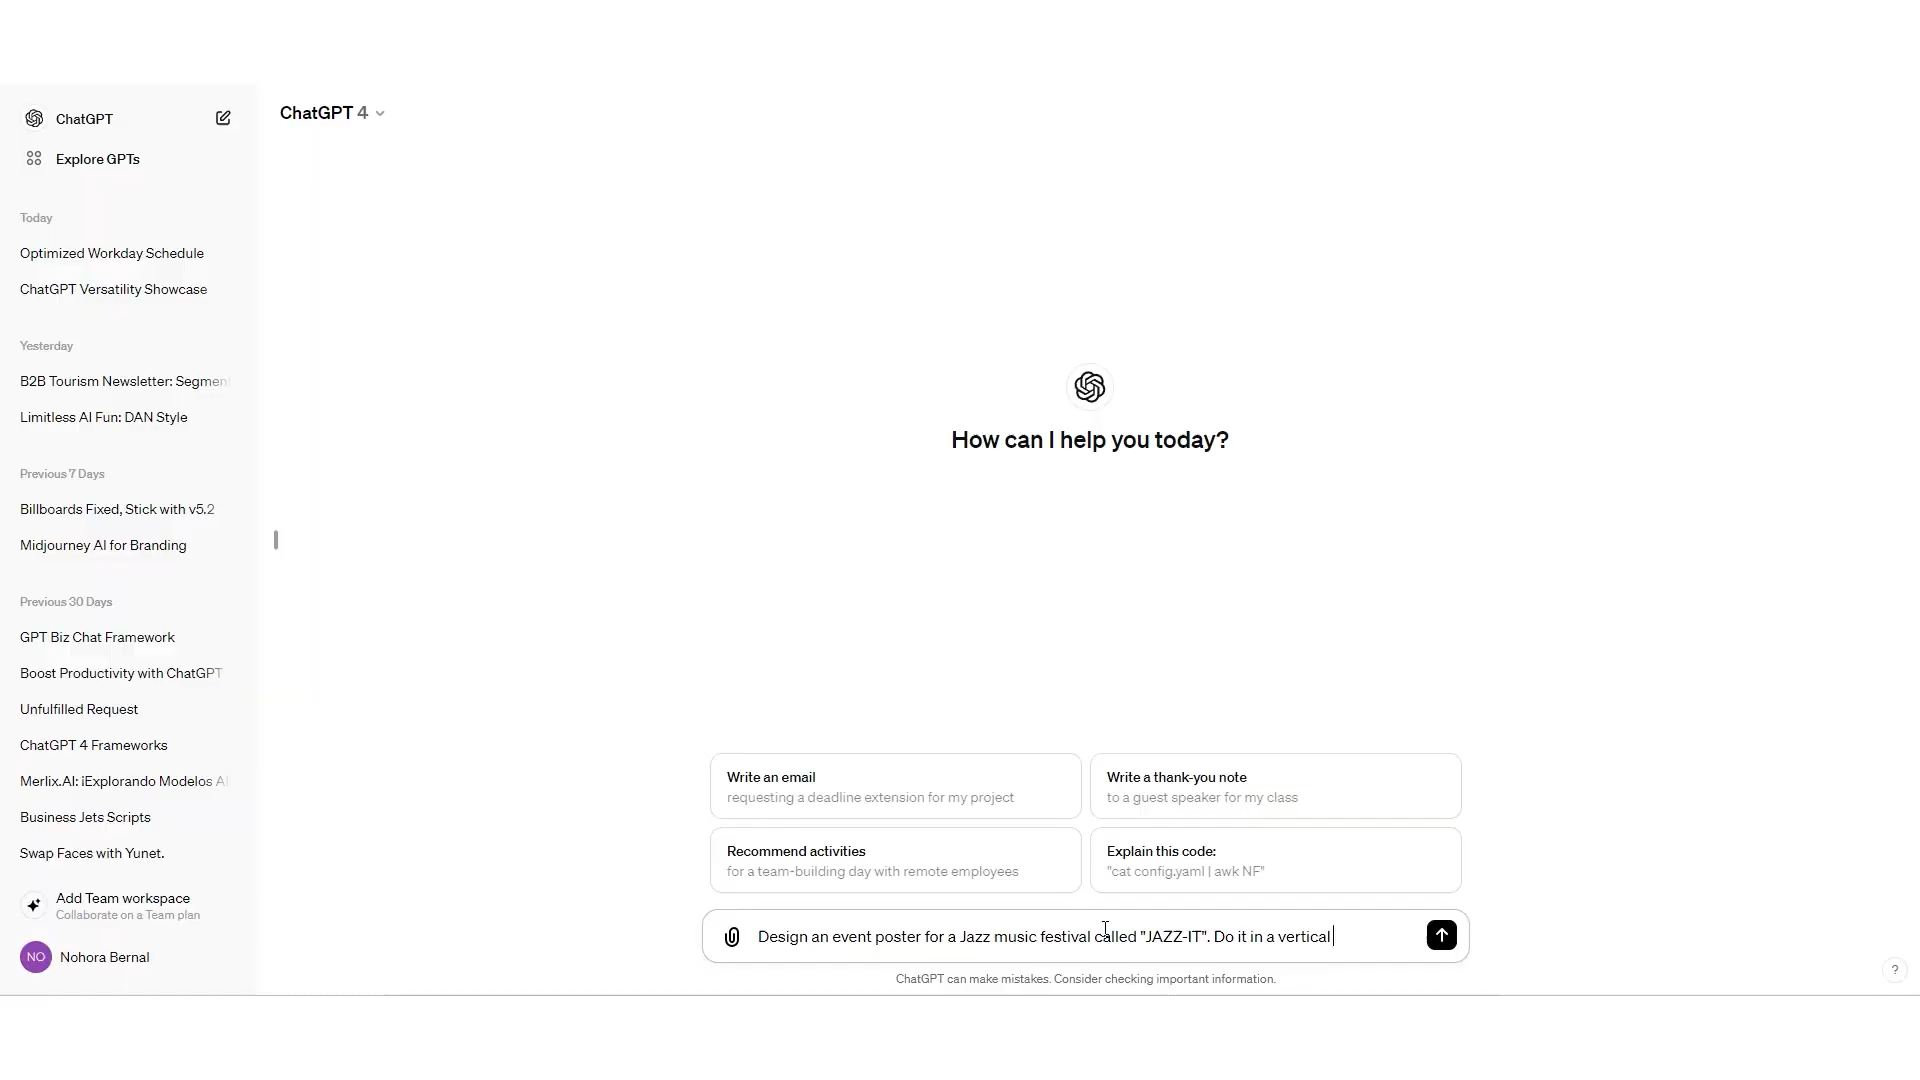 ChatGPT
Explore GPTs
Today
Optimized Workday Schedule
ChatGPT Versatility Showcase
Yesterday
B2B Tourism Newsletter: Segmen
Limitless AI Fun: DAN Style
Previous 7 Days
Billboards Fixed, Stick with v5.2
Midjourney AI for Branding
Previous 30 Days
GPT Biz Chat Framework
Boost Productivity with ChatGPT
Unfulfilled Request
ChatGPT 4 Frameworks
Merlix.AI: ¡Explorando Modelos AI
Business Jets Scripts
Swap Faces with Yunet.
Add Team workspace
Collaborate on a Team plan
NO Nohora Bernal
ChatGPT 4
How can I help you today?
Write an email
requesting a deadline extension for my project
Write a thank-you note
to a guest speaker for my class
Recommend activities
for a team-building day with remote employees
Explain this code:
"cat config.yaml | awk NF"
Design an event poster for a Jazz music festival called "JAZZ-IT". Do it in a vertical
ChatGPT can make mistakes. Consider checking important information.
?